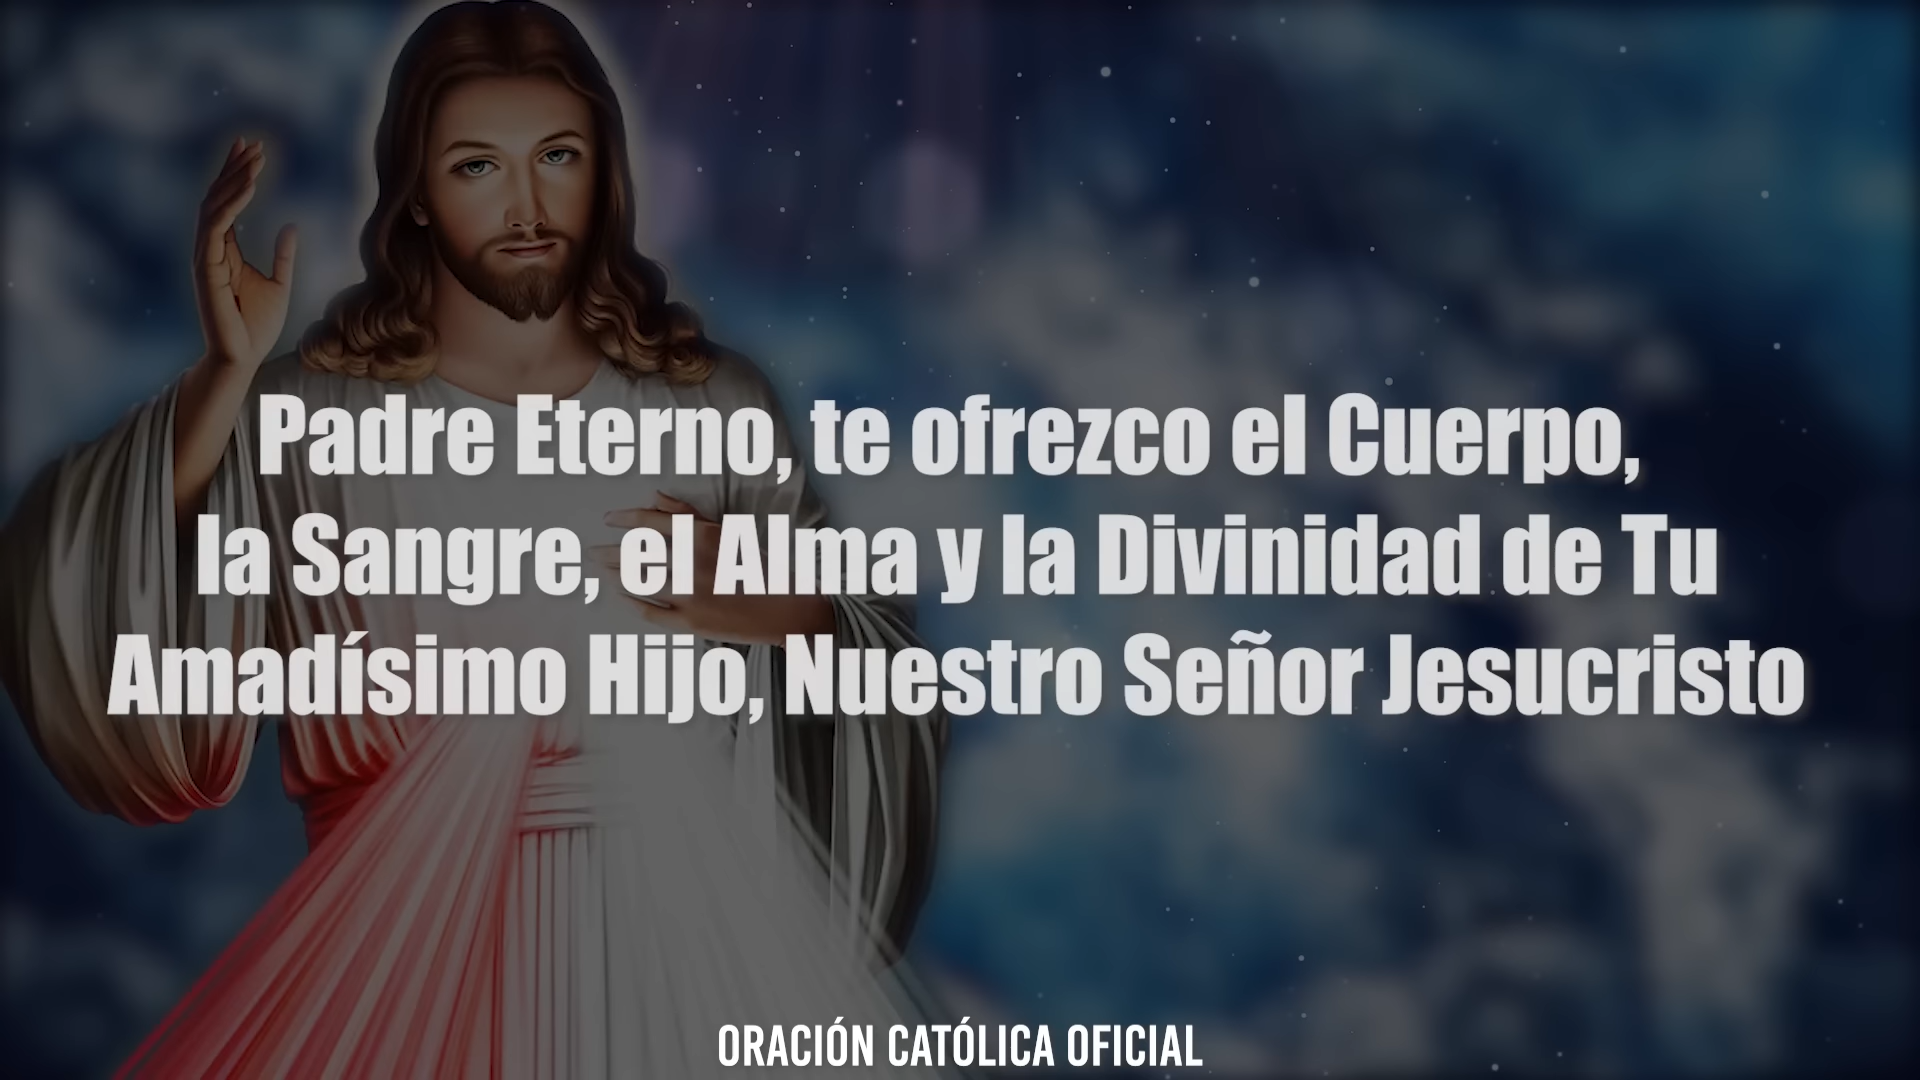 Padre Eterno, te ofrezco el Cuerpo,
la Sangre, el Alma y la Divinidad de Tu
Amadísimo Hijo, Nuestro Señor Jesucristo
ORACIÓN CATÓLICA OFICIAL